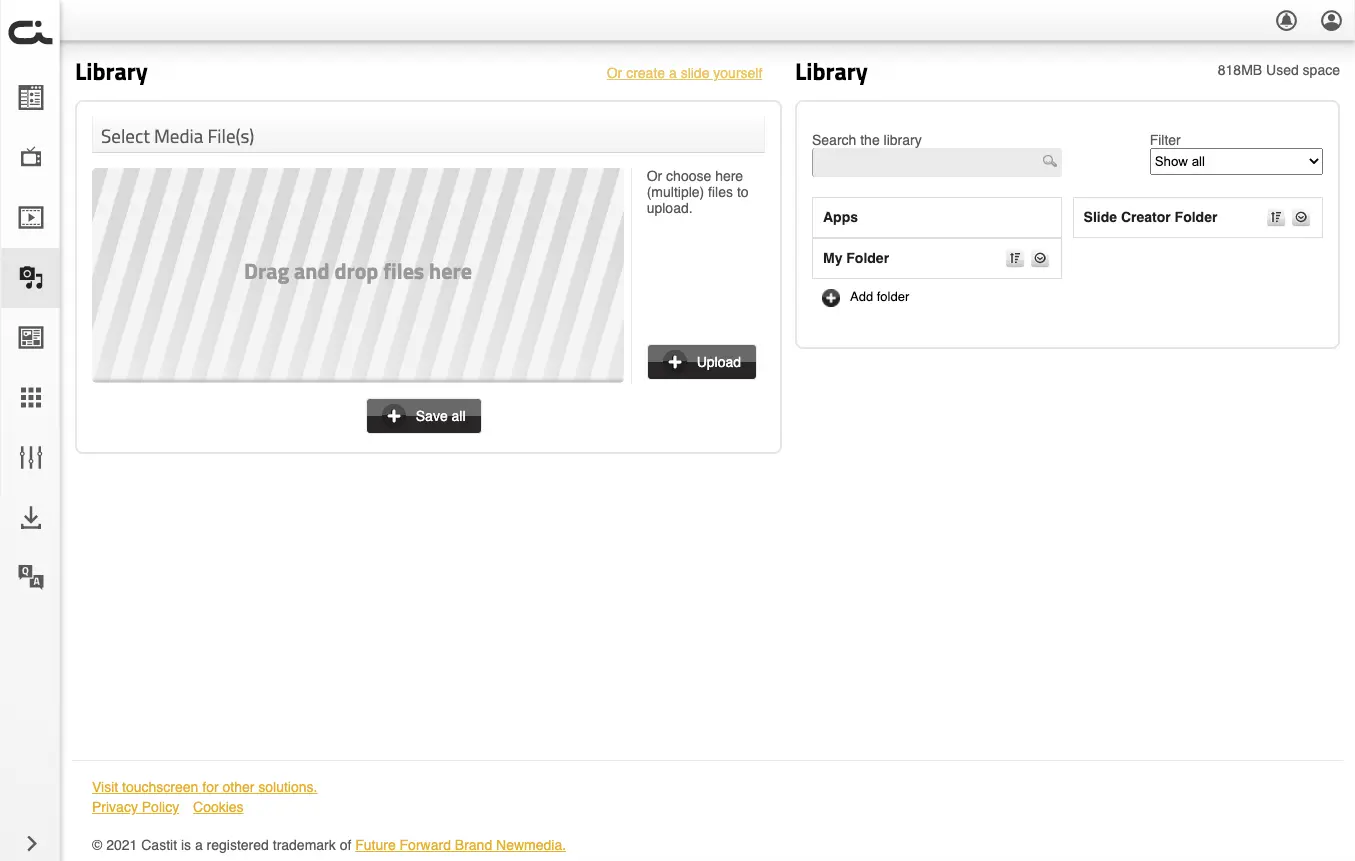 Library
Or create a slide yourself
Select Media File(s)
Drag and drop files here
Or choose here
(multiple) files to
upload.
Upload
Save all
Library
818MB Used space
Search the library
Filter
Show all
Apps
Slide Creator Folder
My Folder
Add folder
Q
A
Visit touchscreen for other solutions.
Privacy Policy Cookies
© 2021 Castit is a registered trademark of Future Forward Brand Newmedia.